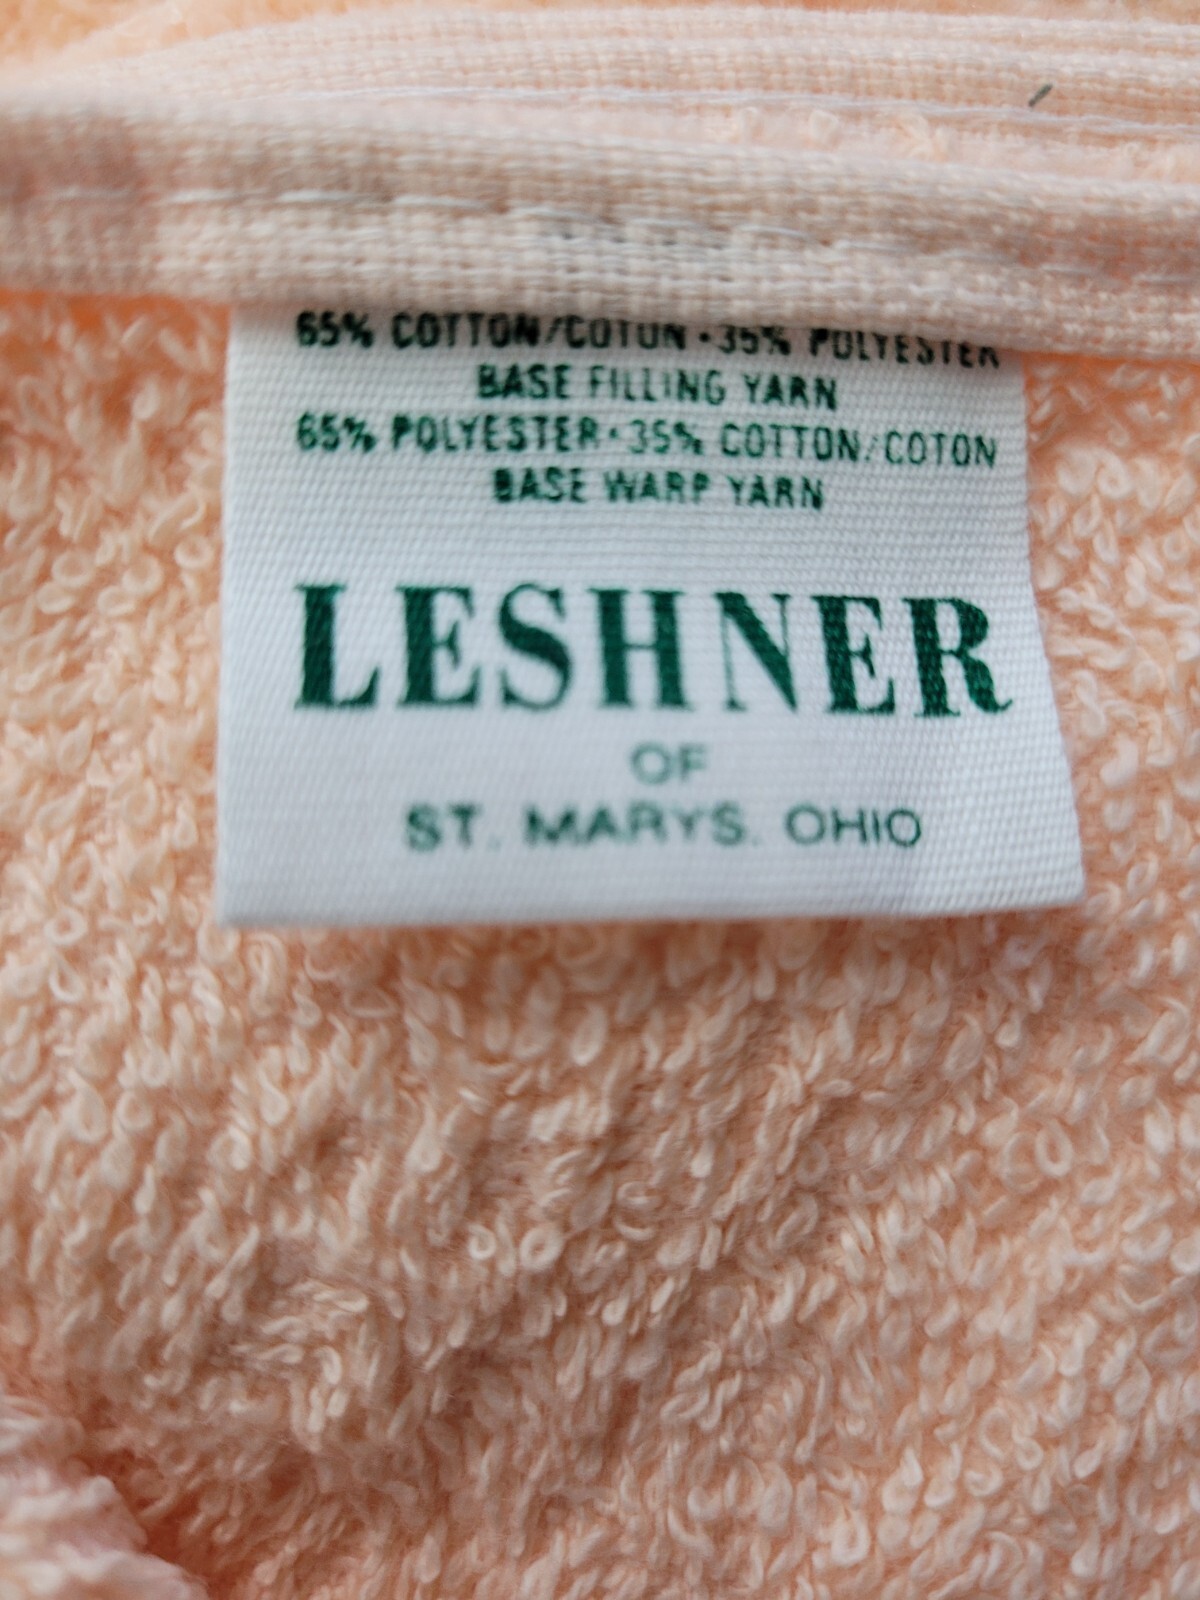 65% COTTON/COTON · 35% POLYESTER
BASE FILLING YARN
65% POLYESTER · 35% COTTON/COTON
BASE WARP YARN
LESHNER
OF
ST. MARYS. OHIO